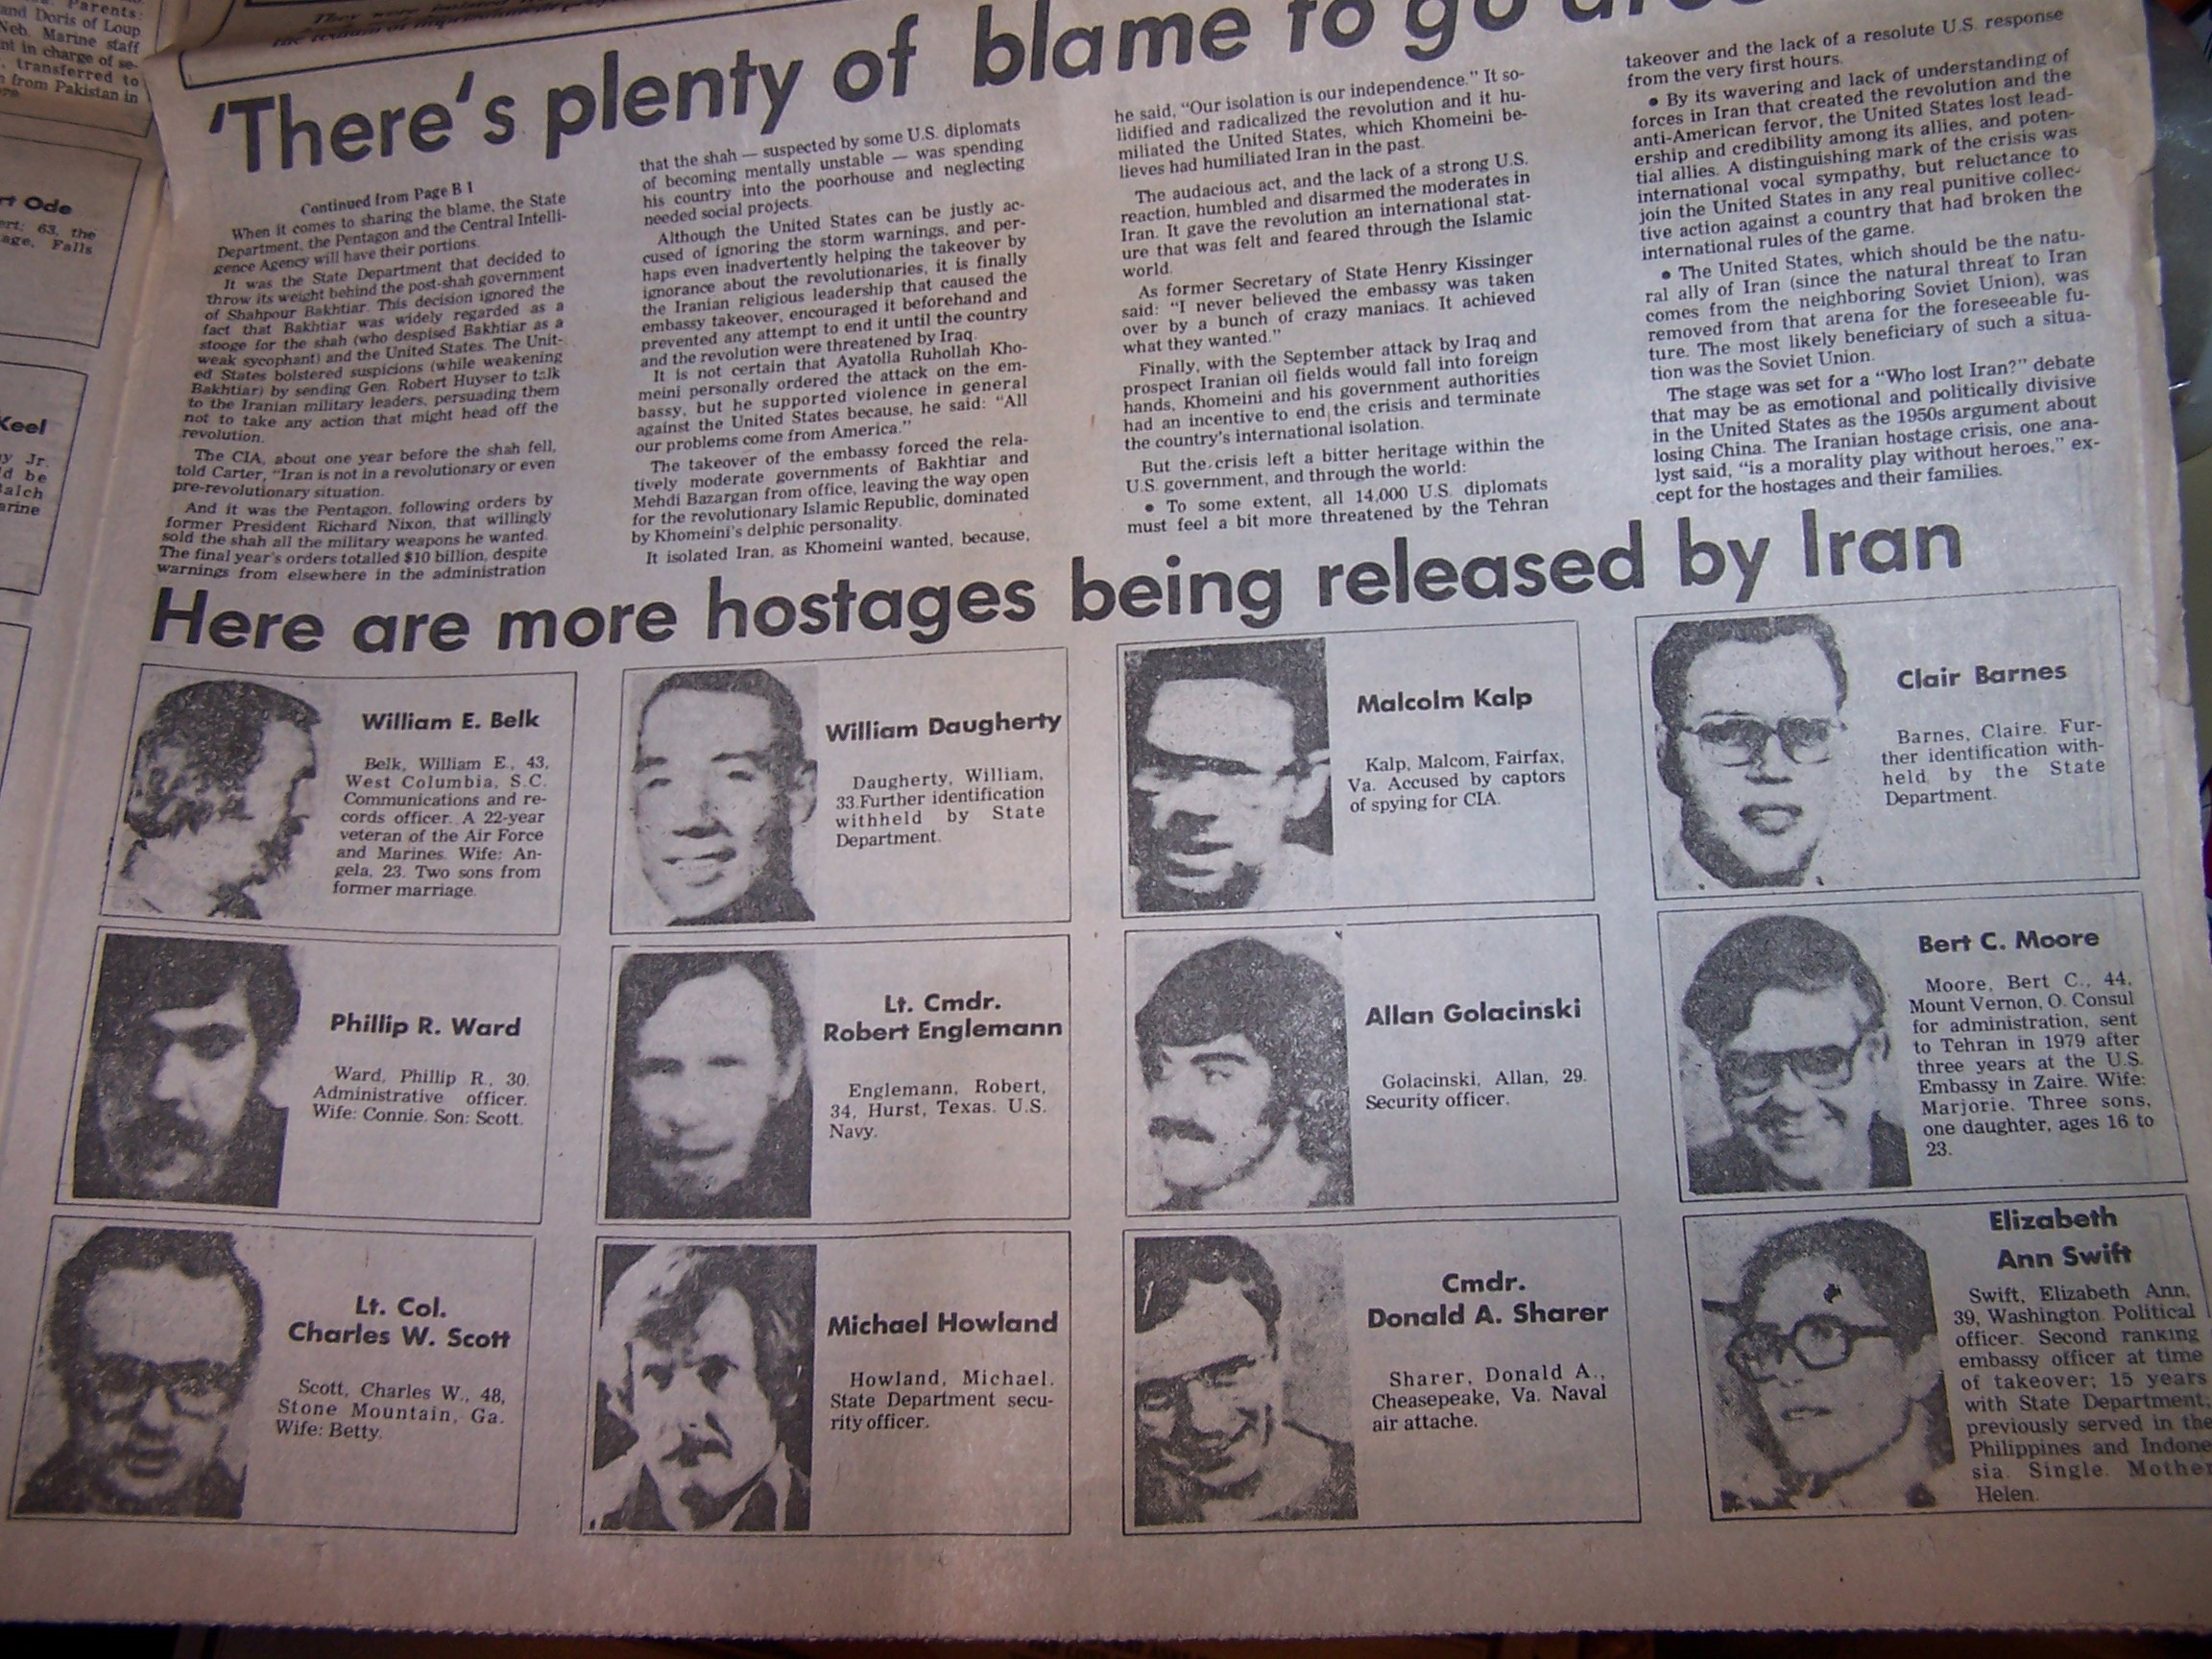 Parents:
and Doris of Loup
Neb. Marine staff
nt in charge of se-
, transferred to
from Pakistan in
rt Ode
ert; 63, the
age, Falls
Keel
y Jr.
d be
alch
arine
'There's plenty of blame to go
Continued from Page B 1
When it comes to sharing the blame, the State
Department, the Pentagon and the Central Intelli-
gence Agency will have their portions.
It was the State Department that decided to
throw its weight behind the post-shah government
of Shahpour Bakhtiar. This decision ignored the
fact that Bakhtiar was widely regarded as a
stooge for the shah (who despised Bakhtiar as a
weak sycophant) and the United States. The Unit-
ed States bolstered suspicions (while weakening
Bakhtiar) by sending Gen. Robert Huyser to talk
to the Iranian military leaders, persuading them
not to take any action that might head off the
revolution.
The CIA, about one year before the shah fell,
told Carter, "Iran is not in a revolutionary or even
pre-revolutionary situation.
And it was the Pentagon, following orders by
former President Richard Nixon, that willingly
sold the shah all the military weapons he wanted.
The final year's orders totalled $10 billion, despite
warnings from elsewhere in the administration
that the shah — suspected by some U.S. diplomats
of becoming mentally unstable — was spending
his country into the poorhouse and neglecting
needed social projects.
Although the United States can be justly ac-
cused of ignoring the storm warnings, and per-
haps even inadvertently helping the takeover by
ignorance about the revolutionaries, it is finally
the Iranian religious leadership that caused the
embassy takeover, encouraged it beforehand and
prevented any attempt to end it until the country
and the revolution were threatened by Iraq.
It is not certain that Ayatolla Ruhollah Kho-
meini personally ordered the attack on the em-
bassy, but he supported violence in general
against the United States because, he said: "All
our problems come from America."
The takeover of the embassy forced the rela-
tively moderate governments of Bakhtiar and
Mehdi Bazargan from office, leaving the way open
for the revolutionary Islamic Republic, dominated
by Khomeini's delphic personality.
It isolated Iran, as Khomeini wanted, because,
he said, "Our isolation is our independence." It so-
lidified and radicalized the revolution and it hu-
miliated the United States, which Khomeini be-
lieves had humiliated Iran in the past.
The audacious act, and the lack of a strong U.S.
reaction, humbled and disarmed the moderates in
Iran. It gave the revolution an international stat-
ure that was felt and feared through the Islamic
world.
As former Secretary of State Henry Kissinger
said: "I never believed the embassy was taken
over by a bunch of crazy maniacs. It achieved
what they wanted."
Finally, with the September attack by Iraq and
prospect Iranian oil fields would fall into foreign
hands, Khomeini and his government authorities
had an incentive to end the crisis and terminate
the country's international isolation.
But the crisis left a bitter heritage within the
U.S. government, and through the world:
• To some extent, all 14,000 U.S. diplomats
must feel a bit more threatened by the Tehran
takeover and the lack of a resolute U.S. response
from the very first hours.
• By its wavering and lack of understanding of
forces in Iran that created the revolution and the
anti-American fervor, the United States lost lead-
ership and credibility among its allies, and poten-
tial allies. A distinguishing mark of the crisis was
international vocal sympathy, but reluctance to
join the United States in any real punitive collec-
tive action against a country that had broken the
international rules of the game.
• The United States, which should be the natu-
ral ally of Iran (since the natural threat to Iran
comes from the neighboring Soviet Union), was
removed from that arena for the foreseeable fu-
ture. The most likely beneficiary of such a situa-
tion was the Soviet Union.
The stage was set for a "Who lost Iran?" debate
that may be as emotional and politically divisive
in the United States as the 1950s argument about
losing China. The Iranian hostage crisis, one ana-
lyst said, "is a morality play without heroes," ex-
cept for the hostages and their families.
Here are more hostages being released by Iran
William E. Belk
Belk, William E., 43,
West Columbia, S.C.
Communications and re-
cords officer. A 22-year
veteran of the Air Force
and Marines. Wife: An-
gela, 23. Two sons from
former marriage.
William Daugherty
Daugherty, William,
33.Further identification
withheld by State
Department.
Malcolm Kalp
Kalp, Malcom, Fairfax,
Va. Accused by captors
of spying for CIA.
Clair Barnes
Barnes, Claire. Fur-
ther identification with-
held by the State
Department.
Phillip R. Ward
Ward, Phillip R., 30.
Administrative officer.
Wife: Connie. Son: Scott.
Lt. Cmdr.
Robert Englemann
Englemann, Robert,
34, Hurst, Texas. U.S.
Navy.
Allan Golacinski
Golacinski, Allan, 29.
Security officer.
Bert C. Moore
Moore, Bert C., 44,
Mount Vernon, O. Consul
for administration, sent
to Tehran in 1979 after
three years at the U.S.
Embassy in Zaire. Wife:
Marjorie. Three sons,
one daughter, ages 16 to
23.
Lt. Col.
Charles W. Scott
Scott, Charles W., 48,
Stone Mountain, Ga.
Wife: Betty.
Michael Howland
Howland, Michael.
State Department secu-
rity officer.
Cmdr.
Donald A. Sharer
Sharer, Donald A.,
Cheasepeake, Va. Naval
air attache.
Elizabeth
Ann Swift
Swift, Elizabeth Ann,
39, Washington. Political
officer. Second ranking
embassy officer at time
of takeover; 15 years
with State Department;
previously served in the
Philippines and Indone
sia. Single. Mother
Helen.